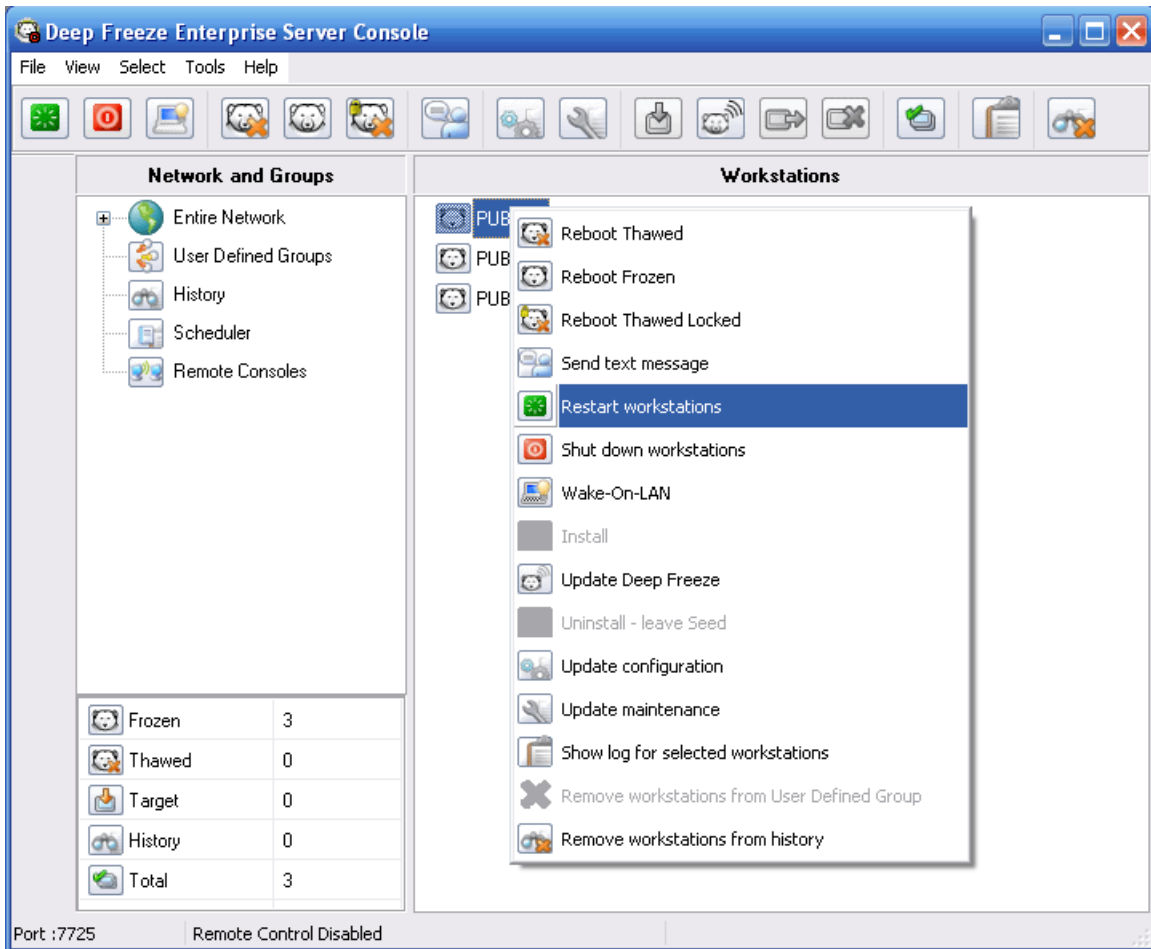 Deep Freeze Enterprise Server Console
File View Select Tools Help
Network and Groups
Workstations
Entire Network
User Defined Groups
History
Scheduler
Remote Consoles
PUB
PUB
PUB
Reboot Thawed
Reboot Frozen
Reboot Thawed Locked
Send text message
Restart workstations
Shut down workstations
Wake-On-LAN
Install
Update Deep Freeze
Uninstall - leave Seed
Update configuration
Update maintenance
Show log for selected workstations
Remove workstations from User Defined Group
Remove workstations from history
Frozen 3
Thawed 0
Target 0
History 0
Total 3
Port :7725 Remote Control Disabled